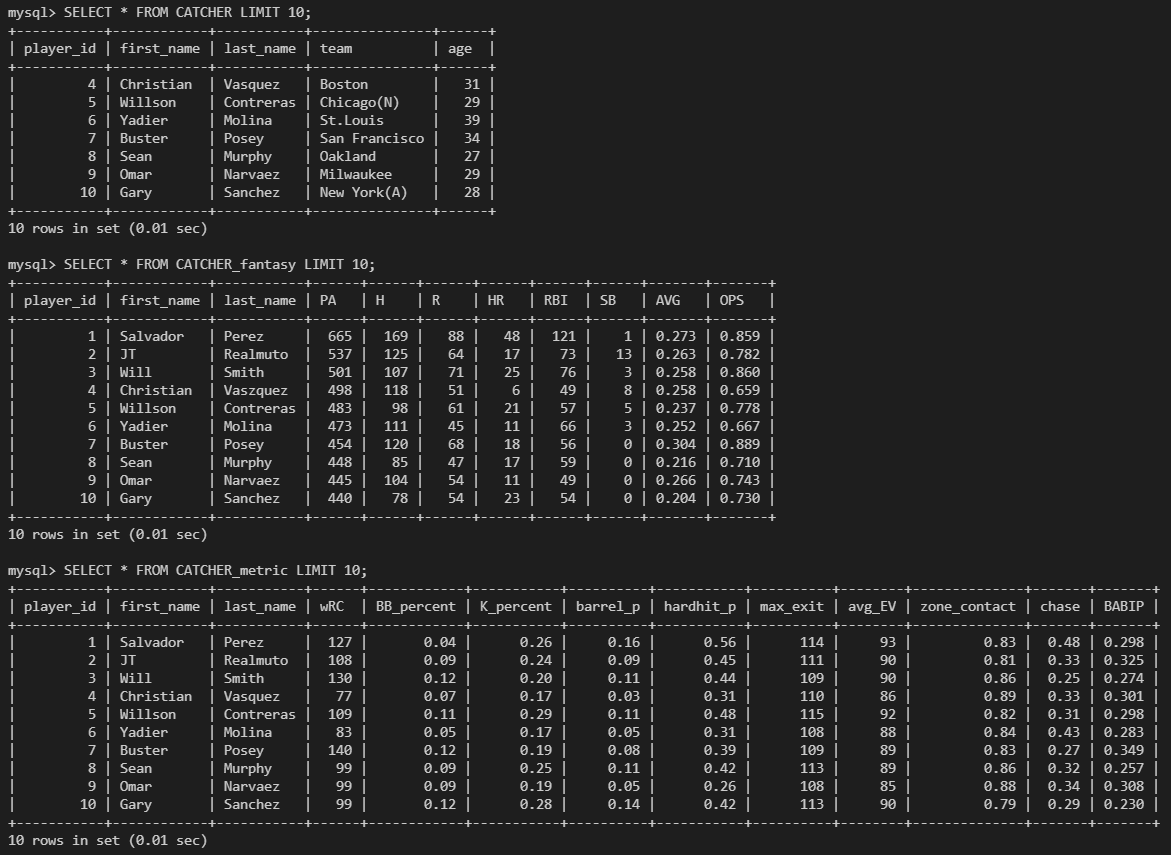 mysql> SELECT * FROM CATCHER LIMIT 10;
+-----------+------------+-----------+---------------+------+
| player_id | first_name | last_name | team          | age  |
+-----------+------------+-----------+---------------+------+
|         4 | Christian  | Vasquez   | Boston        |   31 |
|         5 | Willson    | Contreras | Chicago(N)    |   29 |
|         6 | Yadier     | Molina    | St.Louis      |   39 |
|         7 | Buster     | Posey     | San Francisco |   34 |
|         8 | Sean       | Murphy    | Oakland       |   27 |
|         9 | Omar       | Narvaez   | Milwaukee     |   29 |
|        10 | Gary       | Sanchez   | New York(A)   |   28 |
+-----------+------------+-----------+---------------+------+
10 rows in set (0.01 sec)
mysql> SELECT * FROM CATCHER_fantasy LIMIT 10;
+-----------+------------+-----------+------+------+------+------+------+------+-------+-------+
| player_id | first_name | last_name | PA   | H    | R    | HR   | RBI  | SB   | AVG   | OPS   |
+-----------+------------+-----------+------+------+------+------+------+------+-------+-------+
|         1 | Salvador   | Perez     |  665 |  169 |   88 |   48 |  121 |    1 | 0.273 | 0.859 |
|         2 | JT         | Realmuto  |  537 |  125 |   64 |   17 |   73 |   13 | 0.263 | 0.782 |
|         3 | Will       | Smith     |  501 |  107 |   71 |   25 |   76 |    3 | 0.258 | 0.860 |
|         4 | Christian  | Vaszquez  |  498 |  118 |   51 |    6 |   49 |    8 | 0.258 | 0.659 |
|         5 | Willson    | Contreras |  483 |   98 |   61 |   21 |   57 |    5 | 0.237 | 0.778 |
|         6 | Yadier     | Molina    |  473 |  111 |   45 |   11 |   66 |    3 | 0.252 | 0.667 |
|         7 | Buster     | Posey     |  454 |  120 |   68 |   18 |   56 |    0 | 0.304 | 0.889 |
|         8 | Sean       | Murphy    |  448 |   85 |   47 |   17 |   59 |    0 | 0.216 | 0.710 |
|         9 | Omar       | Narvaez   |  445 |  104 |   54 |   11 |   49 |    0 | 0.266 | 0.743 |
|        10 | Gary       | Sanchez   |  440 |   78 |   54 |   23 |   54 |    0 | 0.204 | 0.730 |
+-----------+------------+-----------+------+------+------+------+------+------+-------+-------+
10 rows in set (0.01 sec)
mysql> SELECT * FROM CATCHER_metric LIMIT 10;
+-----------+------------+-----------+------+------------+-----------+----------+-----------+----------+--------+--------------+-------+-------+
| player_id | first_name | last_name | wRC  | BB_percent | K_percent | barrel_p | hardhit_p | max_exit | avg_EV | zone_contact | chase | BABIP |
+-----------+------------+-----------+------+------------+-----------+----------+-----------+----------+--------+--------------+-------+-------+
|         1 | Salvador   | Perez     |  127 |       0.04 |      0.26 |     0.16 |      0.56 |      114 |     93 |         0.83 |  0.48 | 0.298 |
|         2 | JT         | Realmuto  |  108 |       0.09 |      0.24 |     0.09 |      0.45 |      111 |     90 |         0.81 |  0.33 | 0.325 |
|         3 | Will       | Smith     |  130 |       0.12 |      0.20 |     0.11 |      0.44 |      109 |     90 |         0.86 |  0.25 | 0.274 |
|         4 | Christian  | Vasquez   |   77 |       0.07 |      0.17 |     0.03 |      0.31 |      110 |     86 |         0.89 |  0.33 | 0.301 |
|         5 | Willson    | Contreras |  109 |       0.11 |      0.29 |     0.11 |      0.48 |      115 |     92 |         0.82 |  0.31 | 0.298 |
|         6 | Yadier     | Molina    |   83 |       0.05 |      0.17 |     0.05 |      0.31 |      108 |     88 |         0.84 |  0.43 | 0.283 |
|         7 | Buster     | Posey     |  140 |       0.12 |      0.19 |     0.08 |      0.39 |      109 |     89 |         0.83 |  0.27 | 0.349 |
|         8 | Sean       | Murphy    |   99 |       0.09 |      0.25 |     0.11 |      0.42 |      113 |     89 |         0.86 |  0.32 | 0.257 |
|         9 | Omar       | Narvaez   |   99 |       0.09 |      0.19 |     0.05 |      0.26 |      108 |     85 |         0.88 |  0.34 | 0.308 |
|        10 | Gary       | Sanchez   |   99 |       0.12 |      0.28 |     0.14 |      0.42 |      113 |     90 |         0.79 |  0.29 | 0.230 |
+-----------+------------+-----------+------+------------+-----------+----------+-----------+----------+--------+--------------+-------+-------+
10 rows in set (0.01 sec)